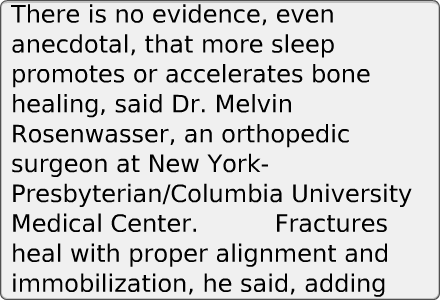 There is no evidence, even
anecdotal, that more sleep
promotes or accelerates bone
healing, said Dr. Melvin
Rosenwasser, an orthopedic
surgeon at New York-
Presbyterian/Columbia University
Medical Center.          Fractures
heal with proper alignment and
immobilization, he said, adding